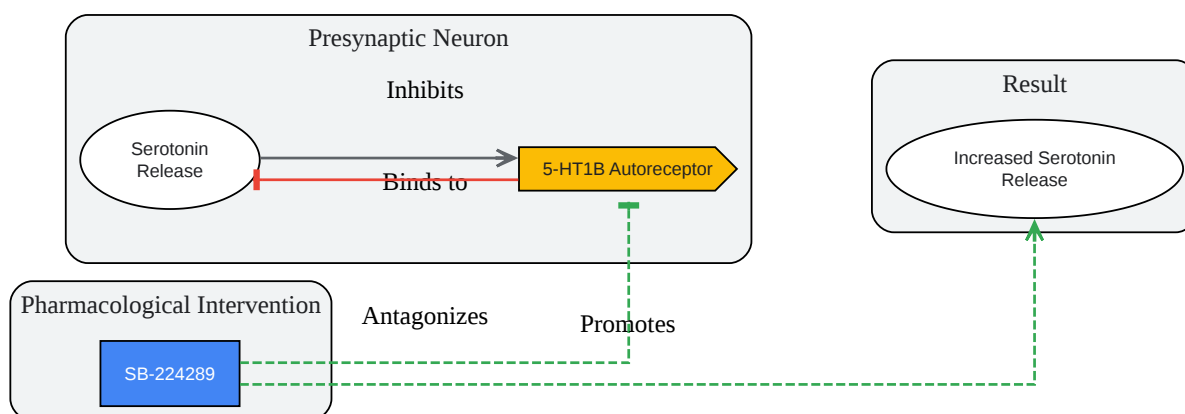 Presynaptic Neuron
Inhibits
Serotonin
Release
5-HT1B Autoreceptor
Binds to
Result
Increased Serotonin
Release
Pharmacological Intervention
Antagonizes
Promotes
SB-224289